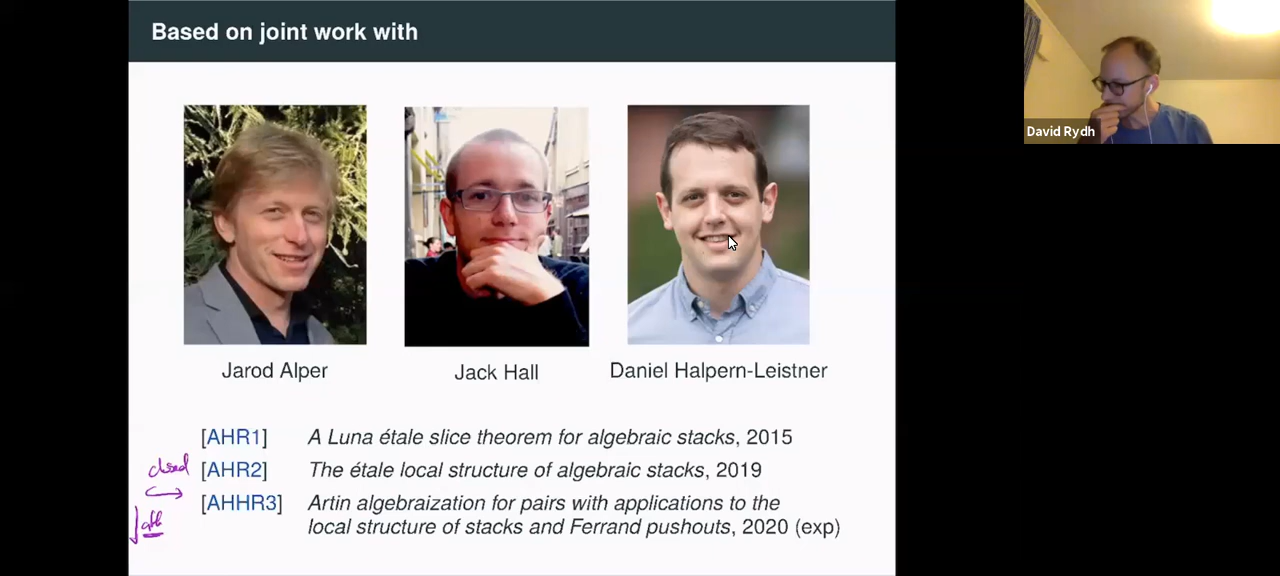 Based on joint work with
David Rydh
Jarod Alper
Jack Hall
Daniel Halpern-Leistner
[AHR1] A Luna étale slice theorem for algebraic stacks, 2015
closed
[AHR2] The étale local structure of algebraic stacks, 2019
[AHHR3] Artin algebraization for pairs with applications to the
local structure of stacks and Ferrand pushouts, 2020 (exp)